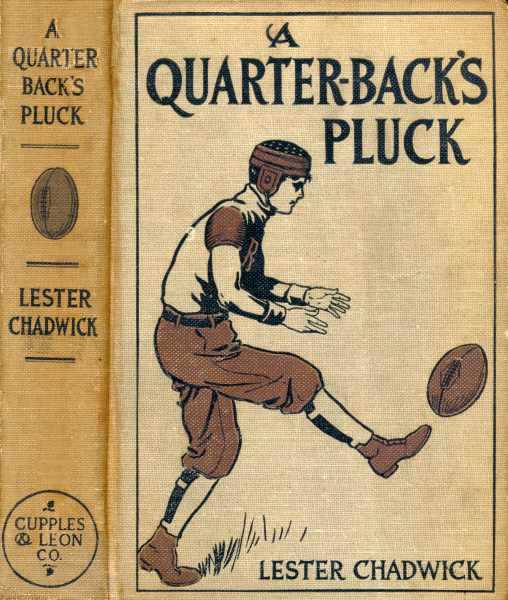 A
QUARTER
BACK'S
PLUCK
LESTER
CHADWICK
CUPPLES
& LEON
CO.
A
QUARTER-BACK'S
PLUCK
R
LESTER CHADWICK